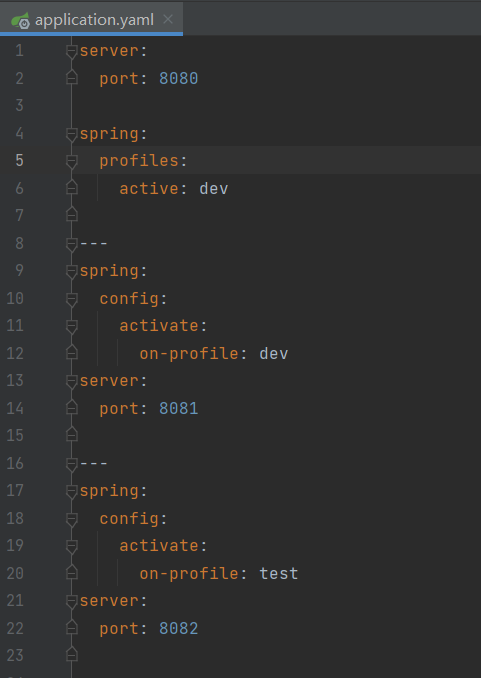 application.yaml
1 server:
2   port: 8080
3
4 spring:
5   profiles:
6     active: dev
7
8 ---
9 spring:
10   config:
11     activate:
12       on-profile: dev
13 server:
14   port: 8081
15
16 ---
17 spring:
18   config:
19     activate:
20       on-profile: test
21 server:
22   port: 8082
23